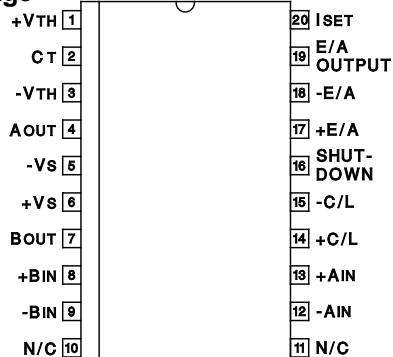 +VTH 1
CT 2
-VTH 3
AOUT 4
-VS 5
+VS 6
BOUT 7
+BIN 8
-BIN 9
N/C 10
20 ISET
19 E/A OUTPUT
18 -E/A
17 +E/A
16 SHUT-
DOWN
15 -C/L
14 +C/L
13 +AIN
12 -AIN
11 N/C